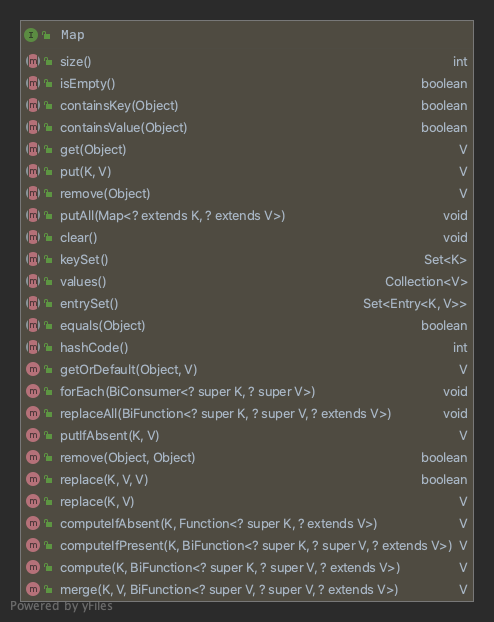 Map
size() int
isEmpty() boolean
containsKey(Object) boolean
containsValue(Object) boolean
get(Object) V
put(K, V) V
remove(Object) V
putAll(Map<? extends K, ? extends V>) void
clear() void
keySet() Set<K>
values() Collection<V>
entrySet() Set<Entry<K, V>>
equals(Object) boolean
hashCode() int
getOrDefault(Object, V) V
forEach(BiConsumer<? super K, ? super V>) void
replaceAll(BiFunction<? super K, ? super V, ? extends V>) void
putIfAbsent(K, V) V
remove(Object, Object) boolean
replace(K, V, V) boolean
replace(K, V) V
computeIfAbsent(K, Function<? super K, ? extends V>) V
computeIfPresent(K, BiFunction<? super K, ? super V, ? extends V>) V
compute(K, BiFunction<? super K, ? super V, ? extends V>) V
merge(K, V, BiFunction<? super V, ? super V, ? extends V>) V
Powered by yFiles